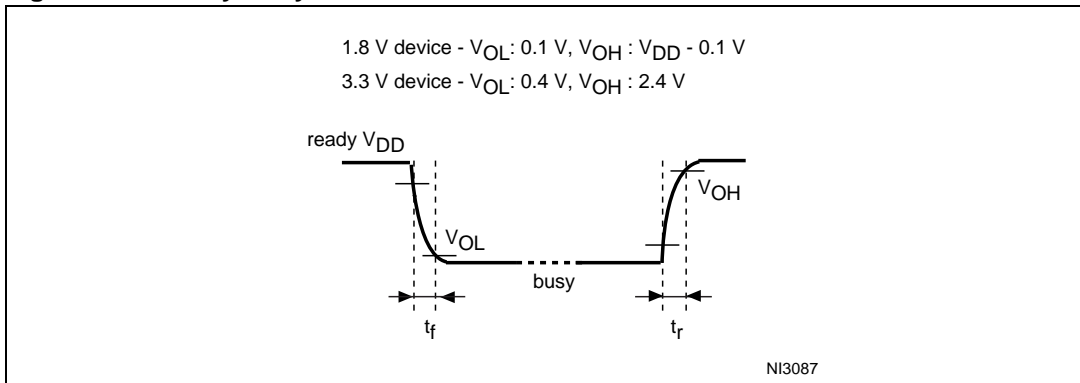 1.8 V device - VOL: 0.1 V, VOH : VDD - 0.1 V
3.3 V device - VOL: 0.4 V, VOH : 2.4 V
ready VDD
VOH
VOL
busy
tf
tr
NI3087